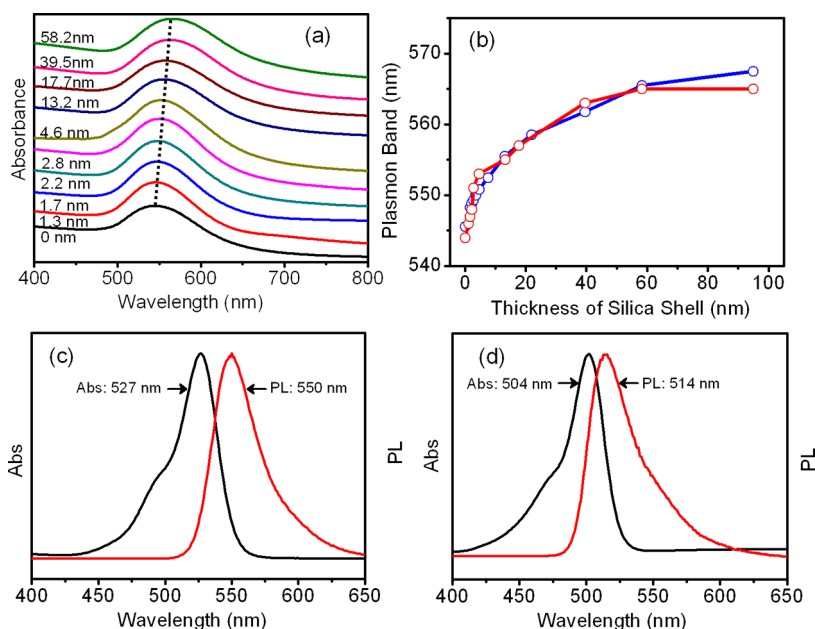 (a)
58.2nm
39.5nm
17.7nm
13.2 nm
4.6 nm
2.8 nm
2.2 nm
1.7 nm
1.3 nm
0 nm
Absorbance
400 500 600 700 800
Wavelength (nm)
(b)
570
560
550
540
Plasmon Band (nm)
0 20 40 60 80 100
Thickness of Silica Shell (nm)
(c)
Abs: 527 nm
PL: 550 nm
Abs
PL
400 450 500 550 600 650
Wavelength (nm)
(d)
Abs: 504 nm
PL: 514 nm
Abs
PL
400 450 500 550 600 650
Wavelength (nm)